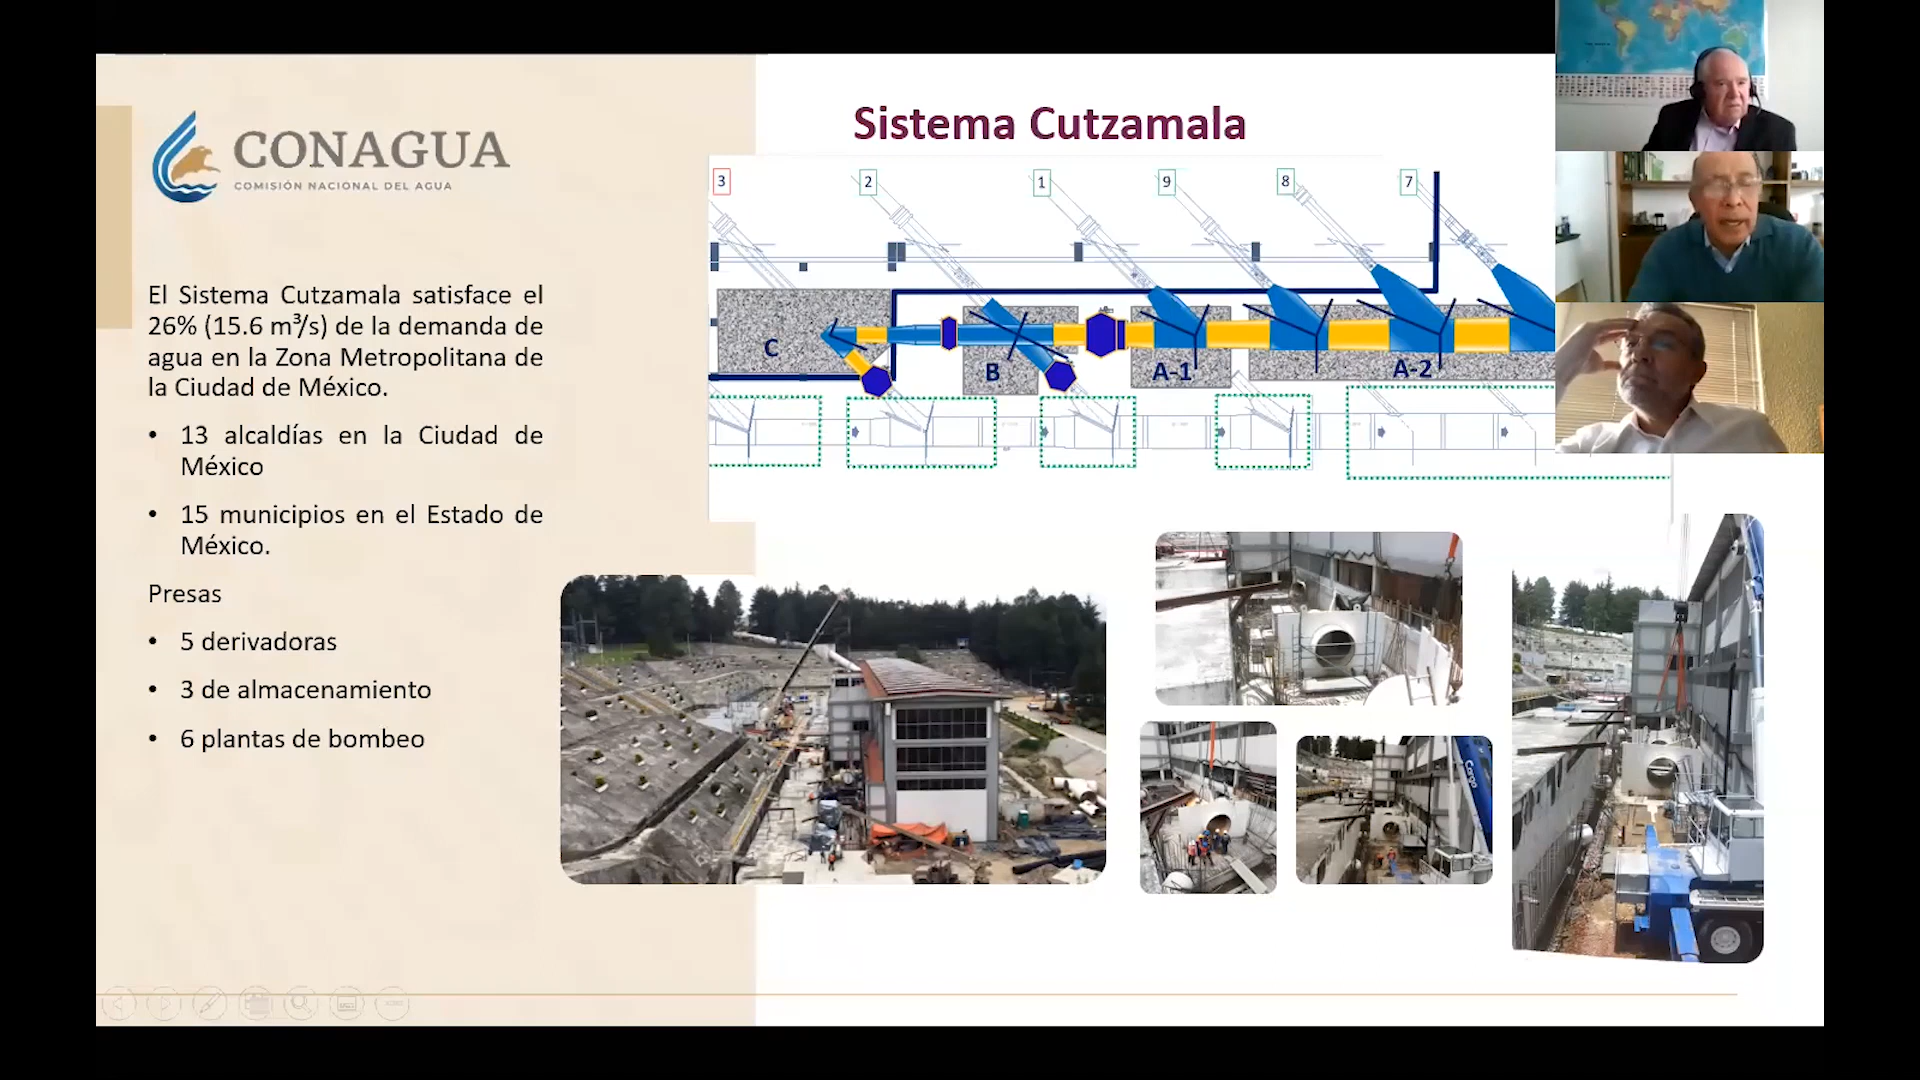 CONAGUA
COMISIÓN NACIONAL DEL AGUA
El Sistema Cutzamala satisface el
26% (15.6 m³/s) de la demanda de
agua en la Zona Metropolitana de
la Ciudad de México.
• 13 alcaldías en la Ciudad de
México
• 15 municipios en el Estado de
México.
Presas
• 5 derivadoras
• 3 de almacenamiento
• 6 plantas de bombeo
Sistema Cutzamala
3 2 1 9 8 7
C B A-1 A-2
Cargo